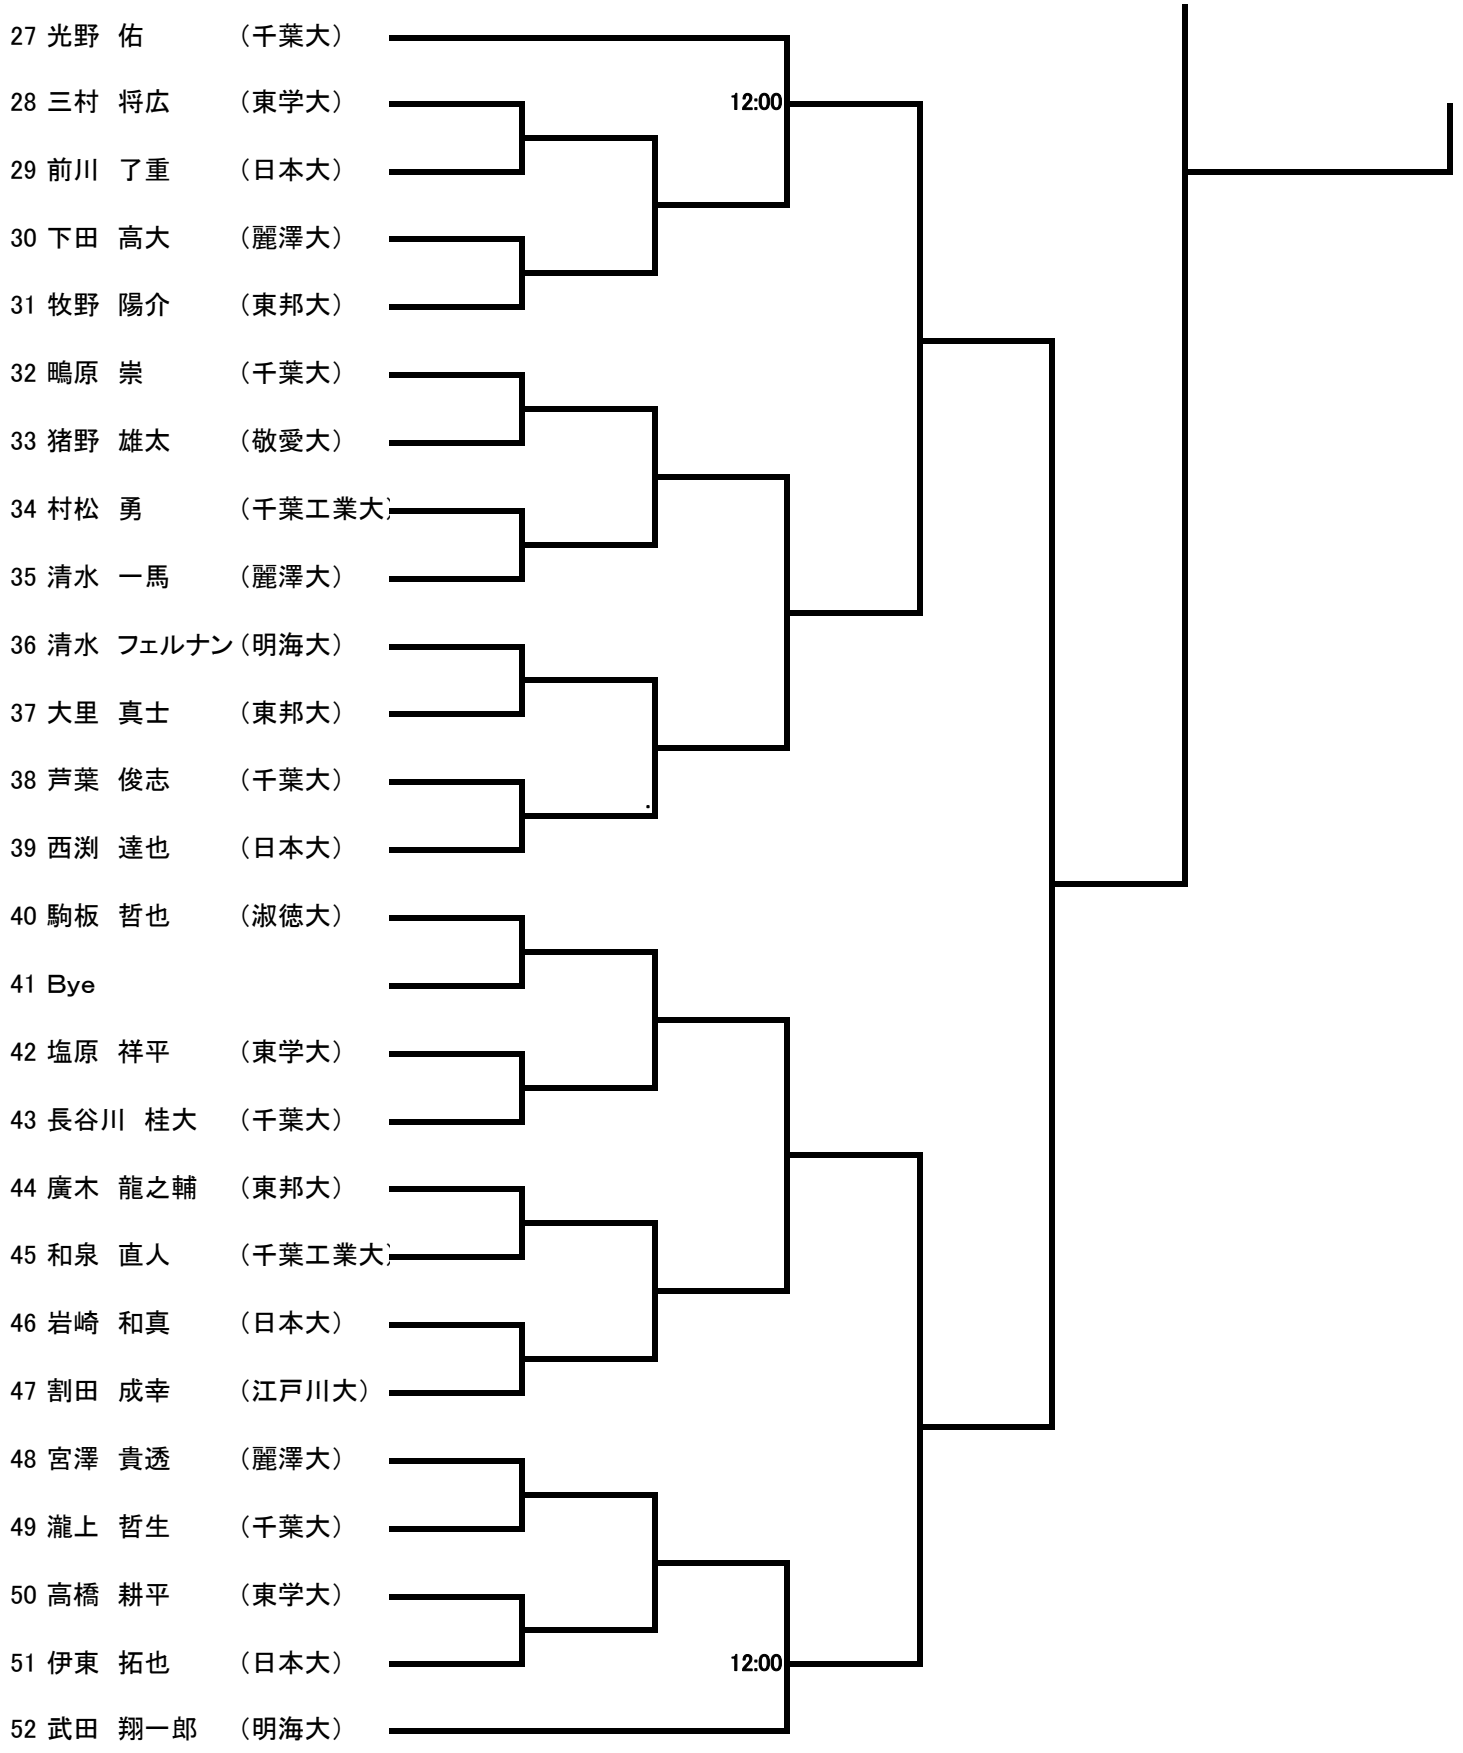 27 光野 佑 （千葉大）
12:00
28 三村 将広 （東学大）
29 前川 了重 （日本大）
30 下田 高大 （麗澤大）
31 牧野 陽介 （東邦大）
32 鴫原 崇 （千葉大）
33 猪野 雄太 （敬愛大）
34 村松 勇 （千葉工業大）
35 清水 一馬 （麗澤大）
36 清水 フェルナン （明海大）
37 大里 真士 （東邦大）
38 芦葉 俊志 （千葉大）
39 西渕 達也 （日本大）
40 駒板 哲也 （淑徳大）
41 Bye
42 塩原 祥平 （東学大）
43 長谷川 桂大 （千葉大）
44 廣木 龍之輔 （東邦大）
45 和泉 直人 （千葉工業大）
46 岩崎 和真 （日本大）
47 割田 成幸 （江戸川大）
48 宮澤 貴透 （麗澤大）
49 瀧上 哲生 （千葉大）
50 高橋 耕平 （東学大）
51 伊東 拓也 （日本大）
12:00
52 武田 翔一郎 （明海大）